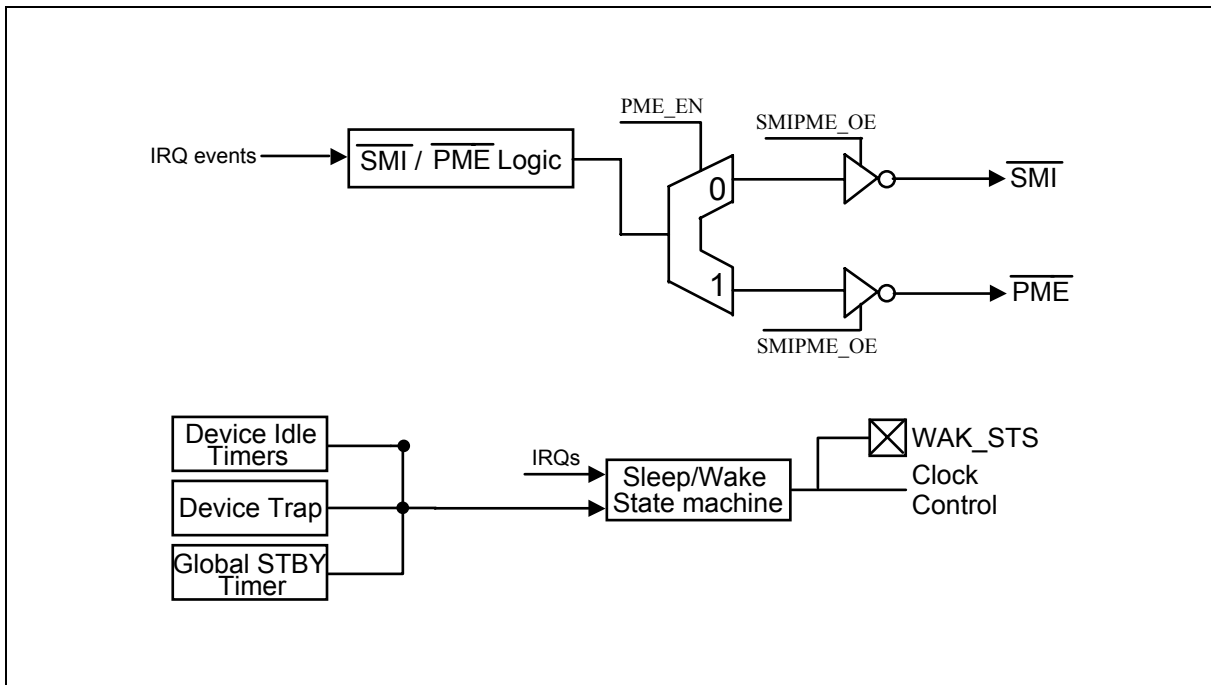 PME_EN
SMIPME_OE
IRQ events
SMI / PME Logic
0
SMI
1
PME
SMIPME_OE
Device Idle
Timers
Device Trap
Global STBY
Timer
IRQs
Sleep/Wake
State machine
WAK_STS
Clock
Control